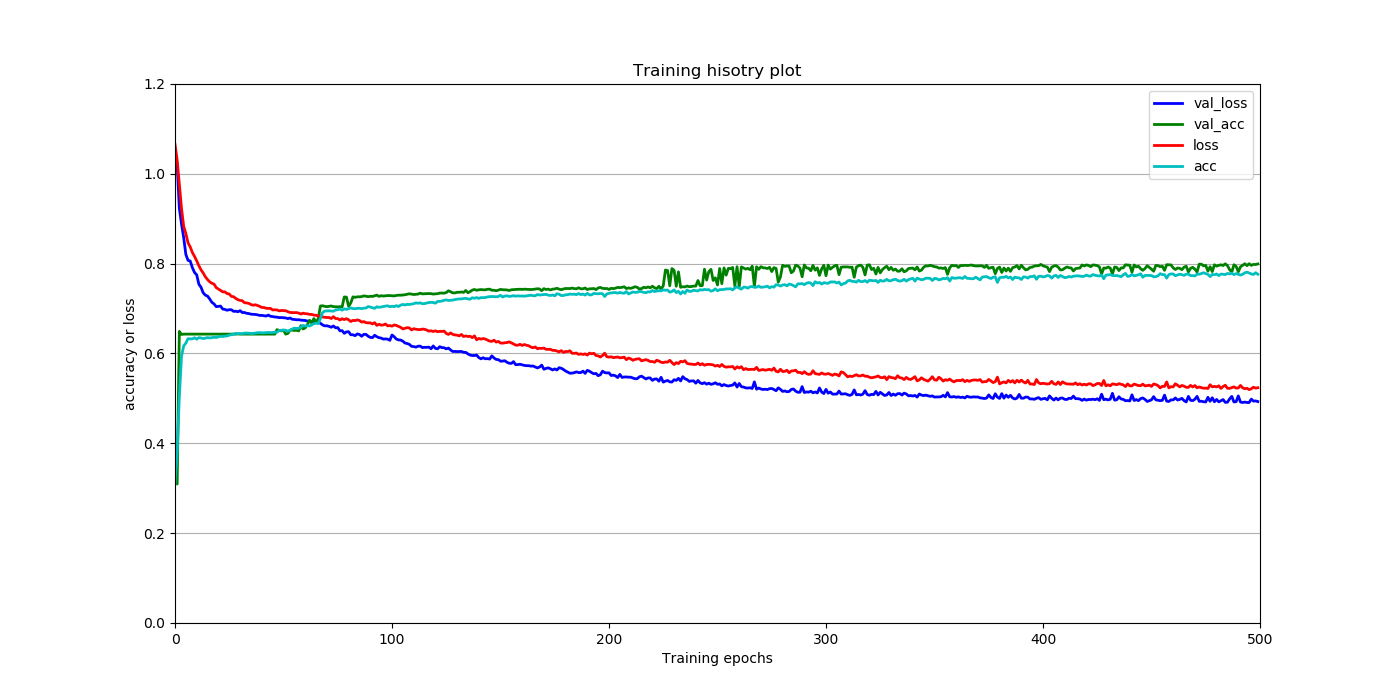 Training hisotry plot
1.2
1.0
0.8
0.6
0.4
0.2
0.0
accuracy or loss
val_loss
val_acc
loss
acc
0 100 200 300 400 500
Training epochs